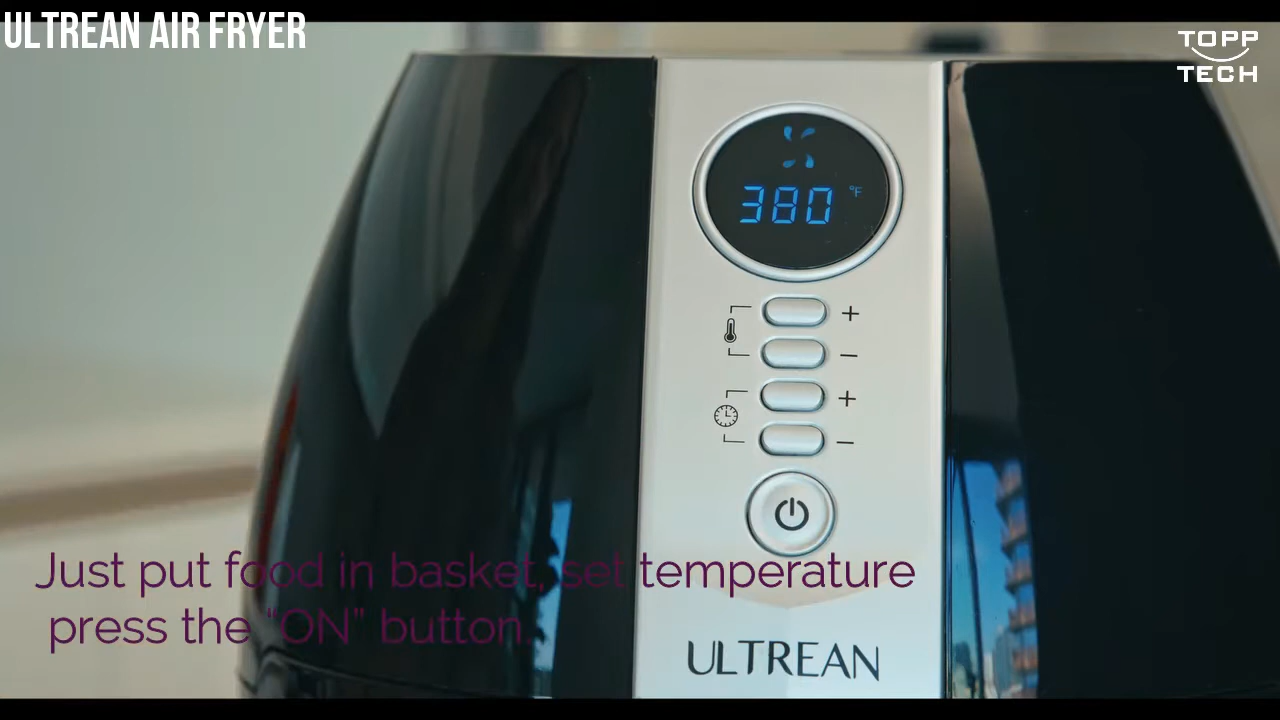 ULTREAN AIR FRYER
TOPP
TECH
380 °F
+
−
+
−
Just put food in basket, set temperature
press the “ON” button.
ULTREAN